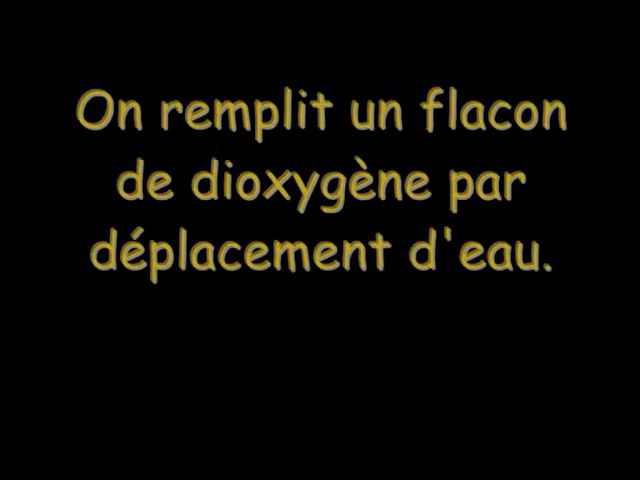 On remplit un flacon
de dioxygène par
déplacement d'eau.